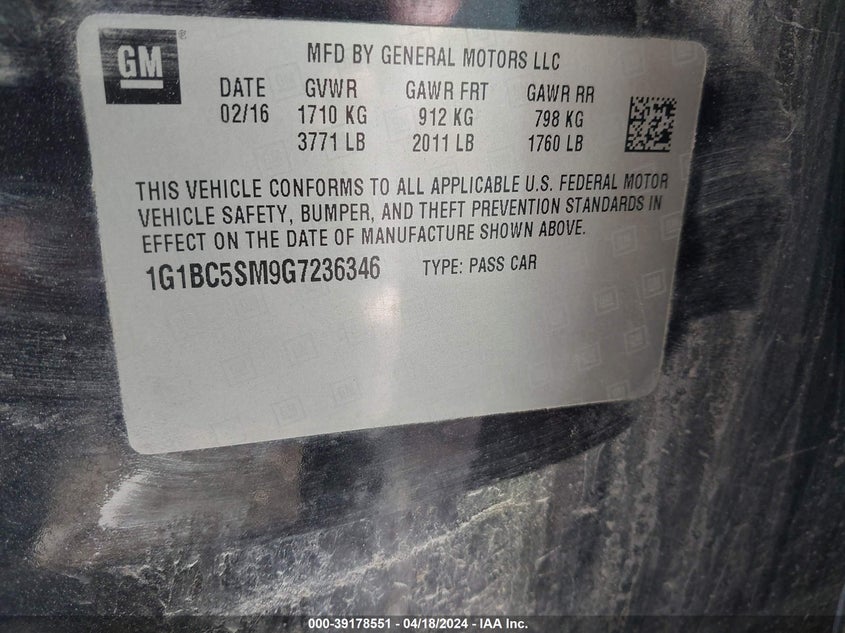 GM®
MFD BY GENERAL MOTORS LLC
DATE GVWR GAWR FRT GAWR RR
02/16 1710 KG 912 KG 798 KG
3771 LB 2011 LB 1760 LB
THIS VEHICLE CONFORMS TO ALL APPLICABLE U.S. FEDERAL MOTOR
VEHICLE SAFETY, BUMPER, AND THEFT PREVENTION STANDARDS IN
EFFECT ON THE DATE OF MANUFACTURE SHOWN ABOVE.
1G1BC5SM9G7236346 TYPE: PASS CAR
000-39178551 - 04/18/2024 - IAA Inc.